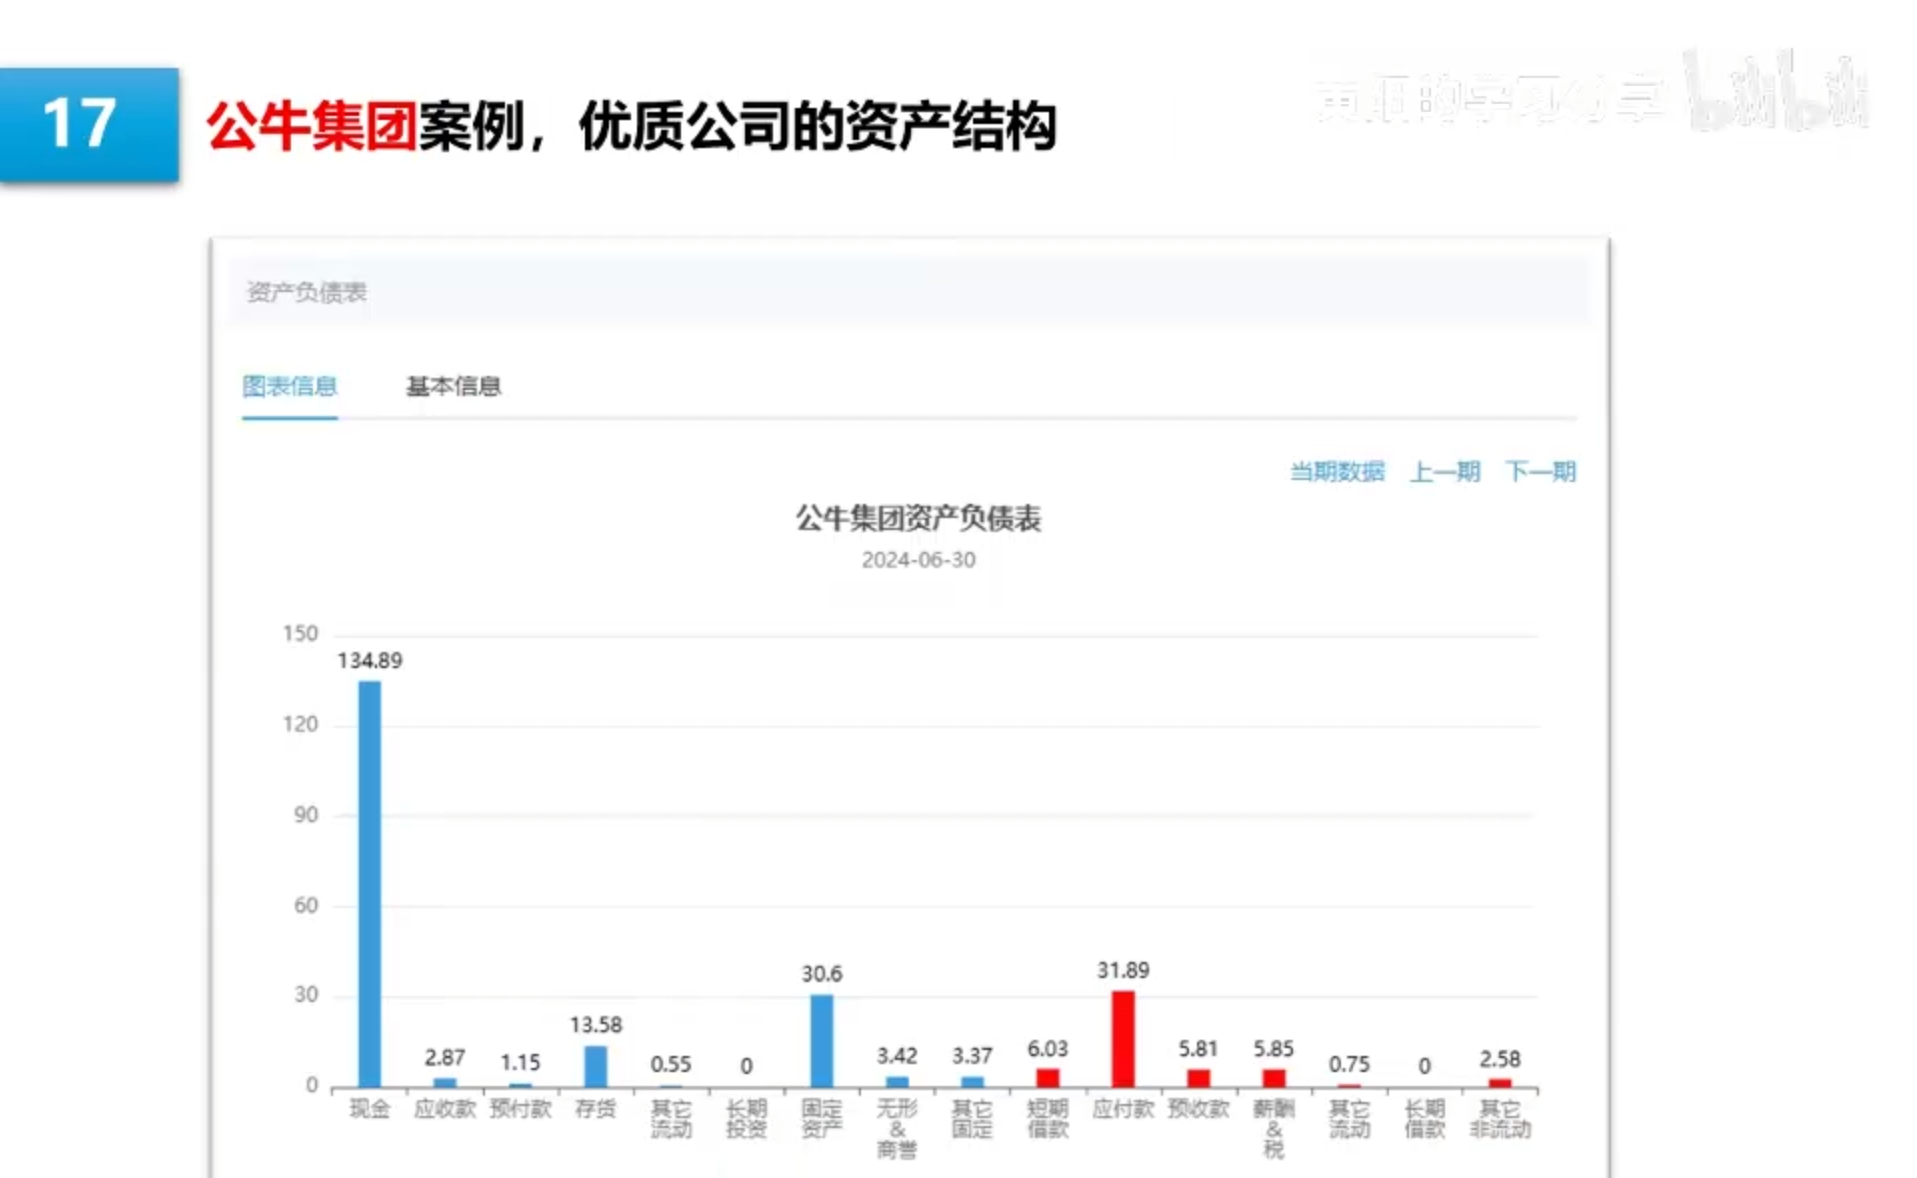 17
公牛集团案例，优质公司的资产结构
bilibili
资产负债表
图表信息 基本信息
当期数据 上一期 下一期
公牛集团资产负债表
2024-06-30
150
134.89
120
90
60
30.6 31.89
30
13.58
2.87 1.15 0.55 0 3.42 3.37 6.03 5.81 5.85 0.75 0 2.58
0
现金 应收款 预付款 存货 其它流动 长期投资 固定资产 无形&商誉 其它固定 短期借款 应付款 预收款 薪酬&税 其它流动 长期借款 其它非流动